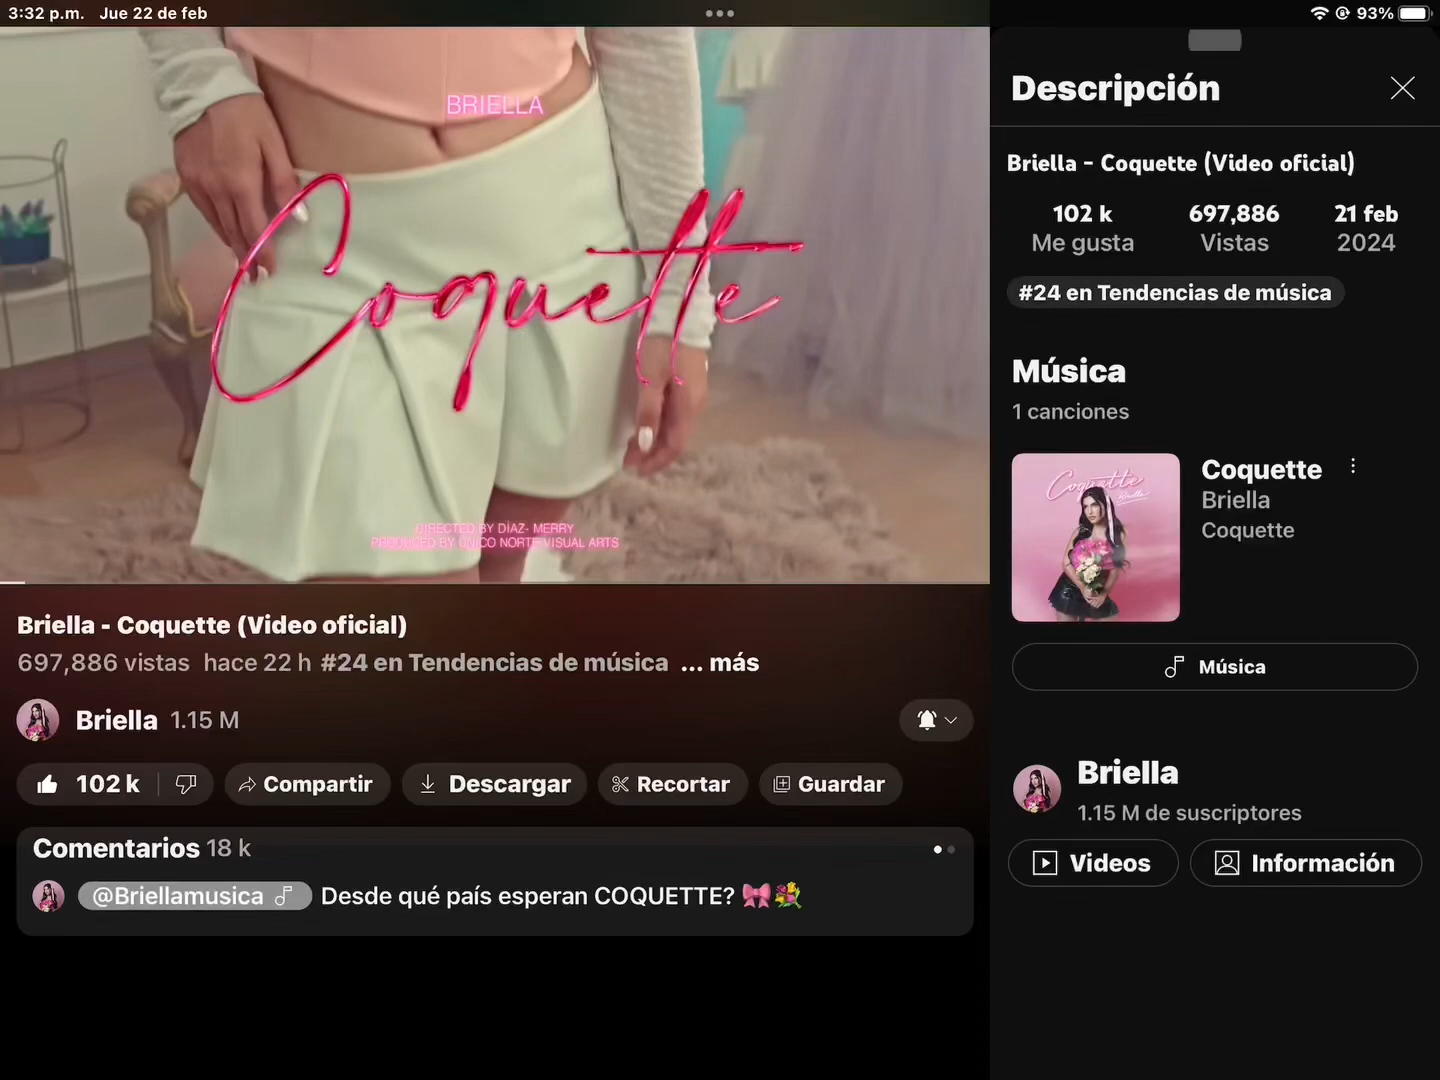 3:32 p.m. Jue 22 de feb
93%
BRIELLA
Coquette
DIRECTED BY DÍAZ- MERRY
PRODUCED BY ÚNICO NORTE VISUAL ARTS
Briella - Coquette (Video oficial)
697,886 vistas hace 22 h #24 en Tendencias de música ... más
Briella 1.15 M
102 k
Compartir
Descargar
Recortar
Guardar
Comentarios 18 k
@Briellamusica Desde qué país esperan COQUETTE? 🎀💐
Descripción
Briella - Coquette (Video oficial)
102 k 697,886 21 feb
Me gusta Vistas 2024
#24 en Tendencias de música
Música
1 canciones
Coquette
Briella
Coquette
Briella
Coquette
Música
Briella
1.15 M de suscriptores
Videos
Información